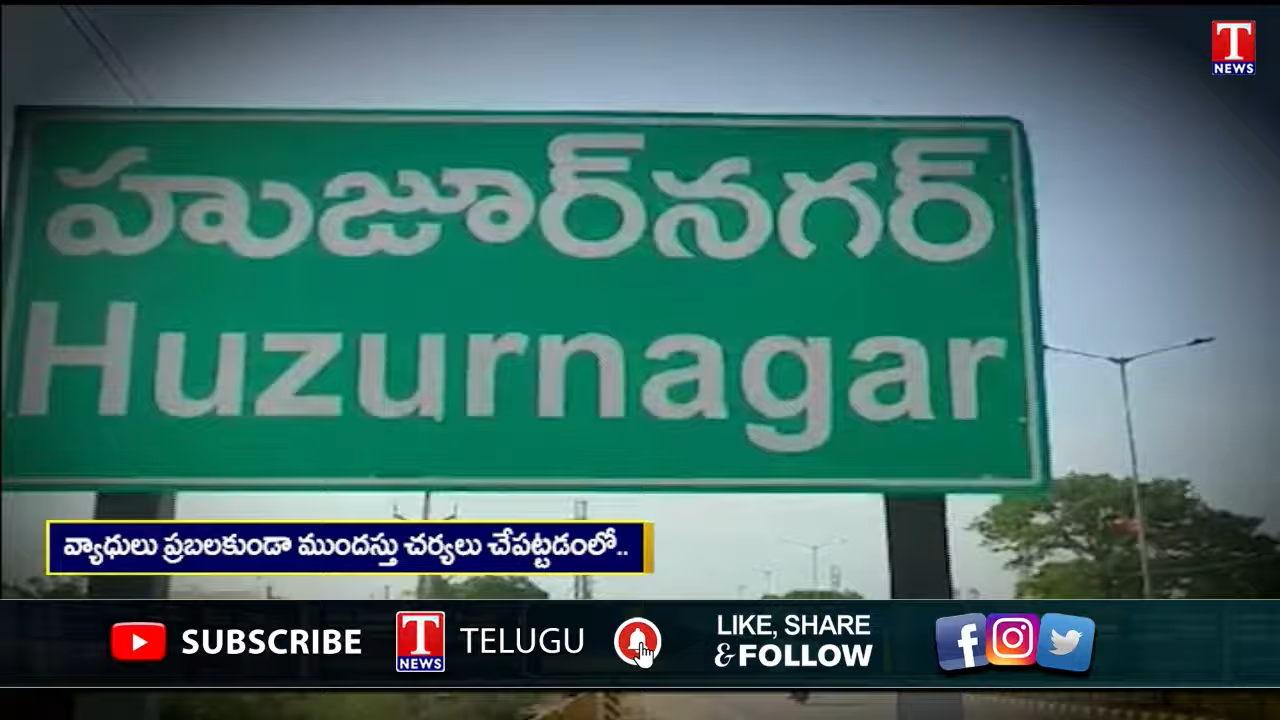 T
NEWS
హుజూర్‌నగర్
Huzurnagar
వ్యాధులు ప్రబలకుండా ముందస్తు చర్యలు చేపట్టడంలో..
SUBSCRIBE
T
NEWS
TELUGU
LIKE, SHARE
& FOLLOW